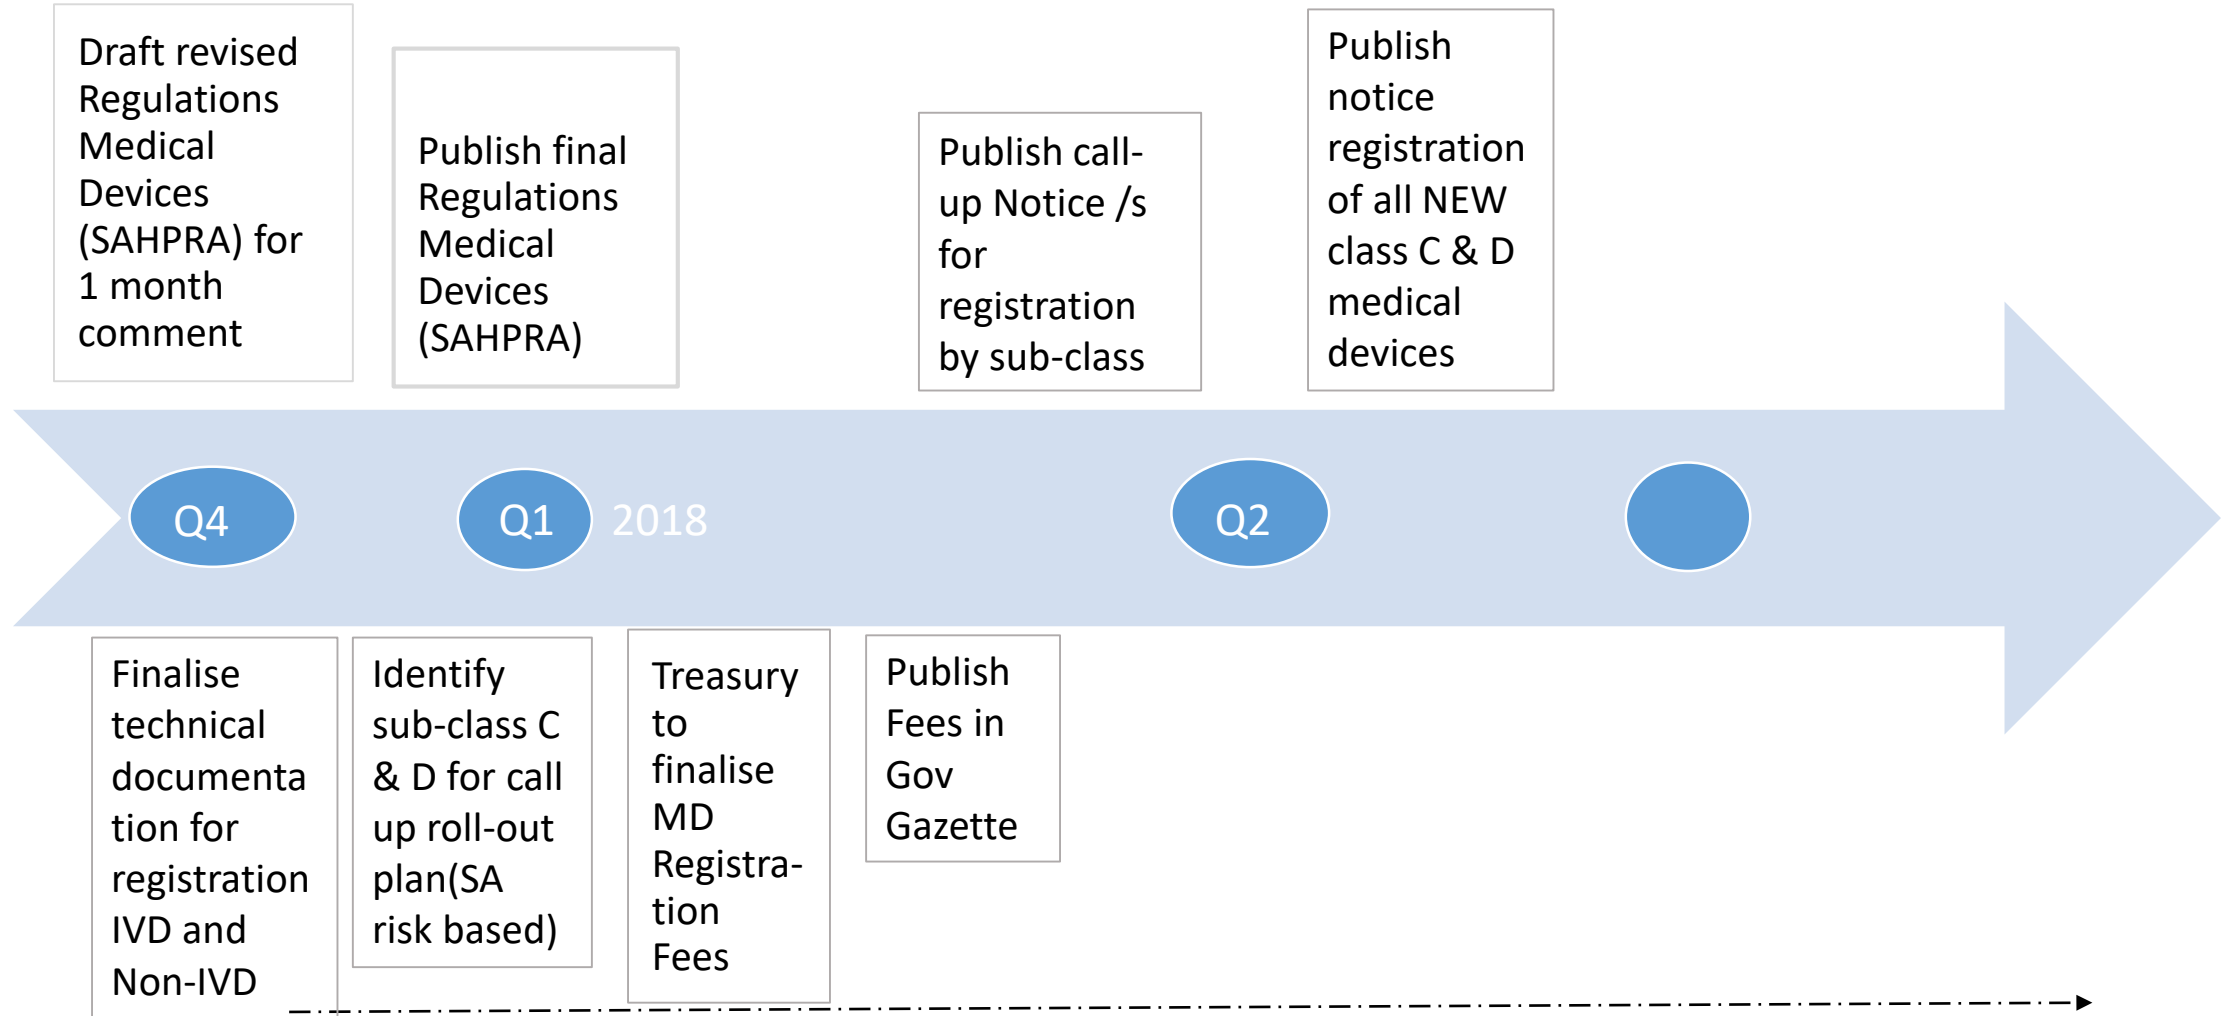 Draft revised
Regulations
Medical
Devices
(SAHPRA) for
1 month
comment
Publish final
Regulations
Medical
Devices
(SAHPRA)
Publish call-
up Notice /s
for
registration
by sub-class
Publish
notice
registration
of all NEW
class C & D
medical
devices
Q4
Q1
2018
Q2
Finalise
technical
documenta
tion for
registration
IVD and
Non-IVD
Identify
sub-class C
& D for call
up roll-out
plan(SA
risk based)
Treasury
to
finalise
MD
Registra-
tion
Fees
Publish
Fees in
Gov
Gazette